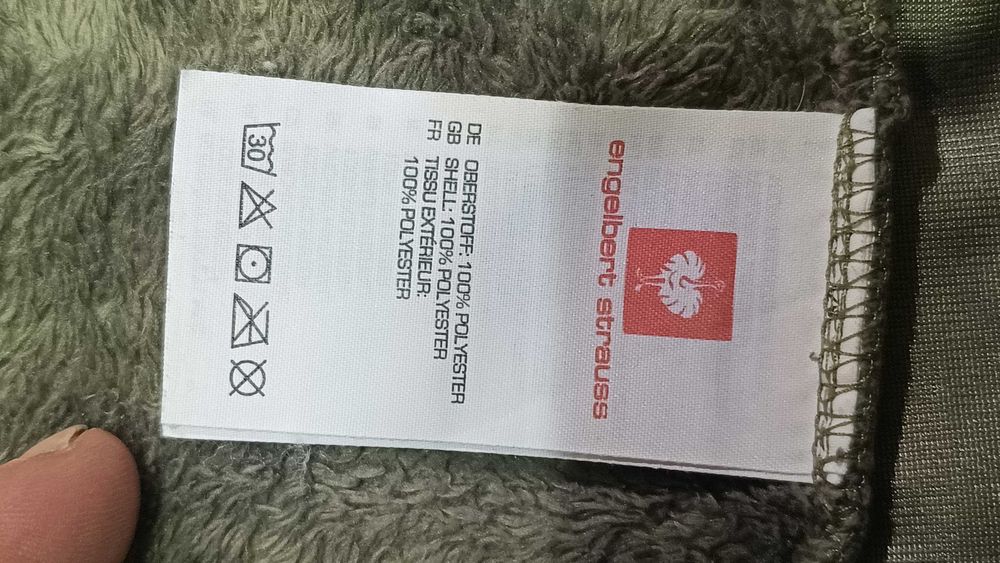 engelbert strauss
DE OBERSTOFF: 100% POLYESTER
GB SHELL: 100% POLYESTER
FR TISSU EXTÉRIEUR:
100% POLYESTER
30